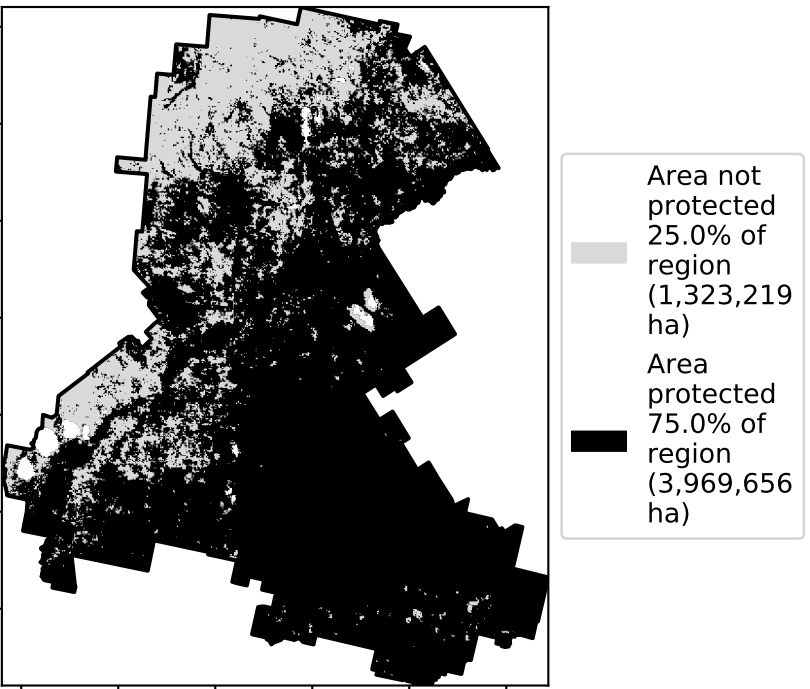 Area not
protected
25.0% of
region
(1,323,219
ha)
Area
protected
75.0% of
region
(3,969,656
ha)